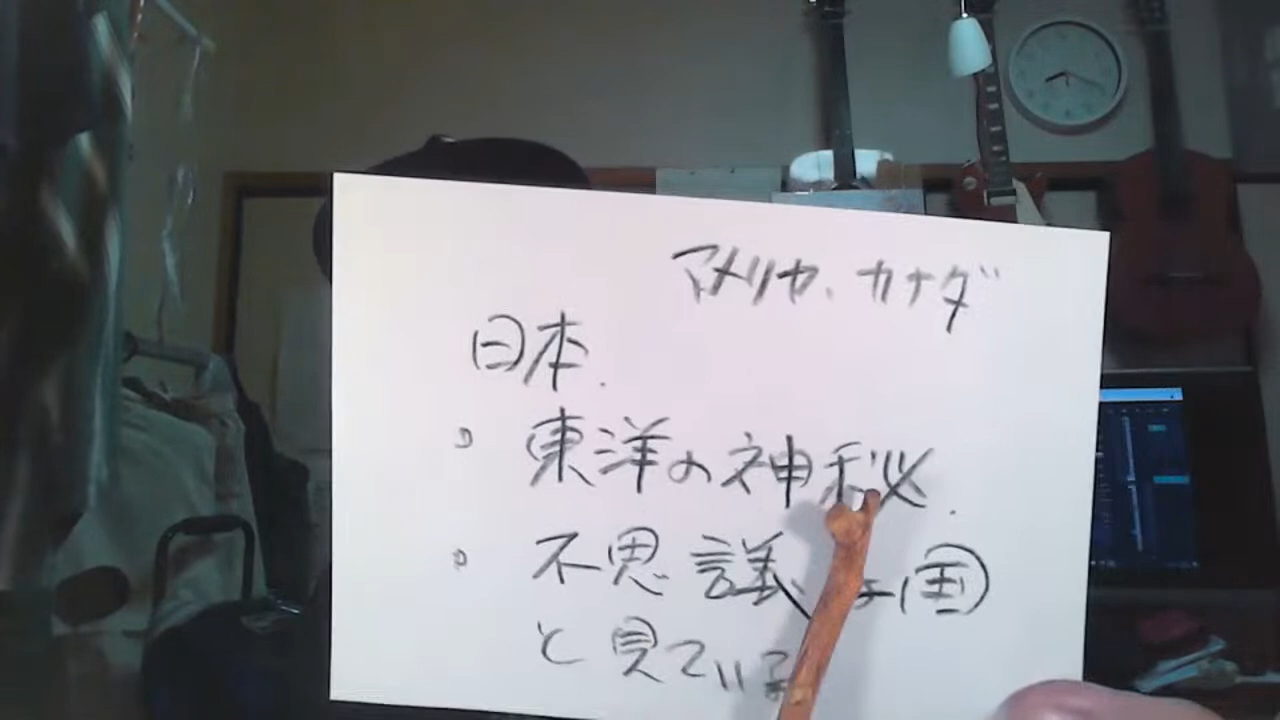 アメリカ、カナダ
日本.
東洋の神秘.
不思議な国
と見ている